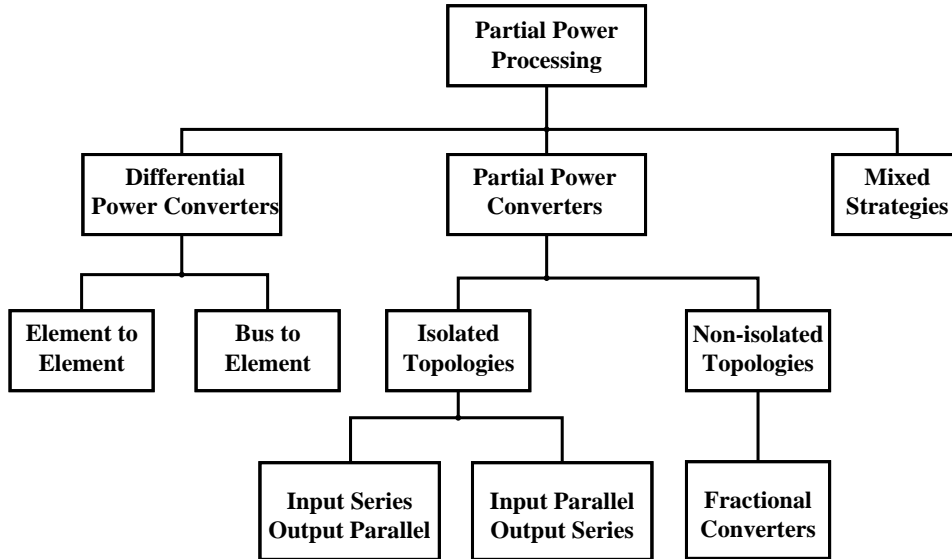 Partial Power
Processing
Differential
Power Converters
Partial Power
Converters
Mixed
Strategies
Element to
Element
Bus to
Element
Isolated
Topologies
Non-isolated
Topologies
Input Series
Output Parallel
Input Parallel
Output Series
Fractional
Converters